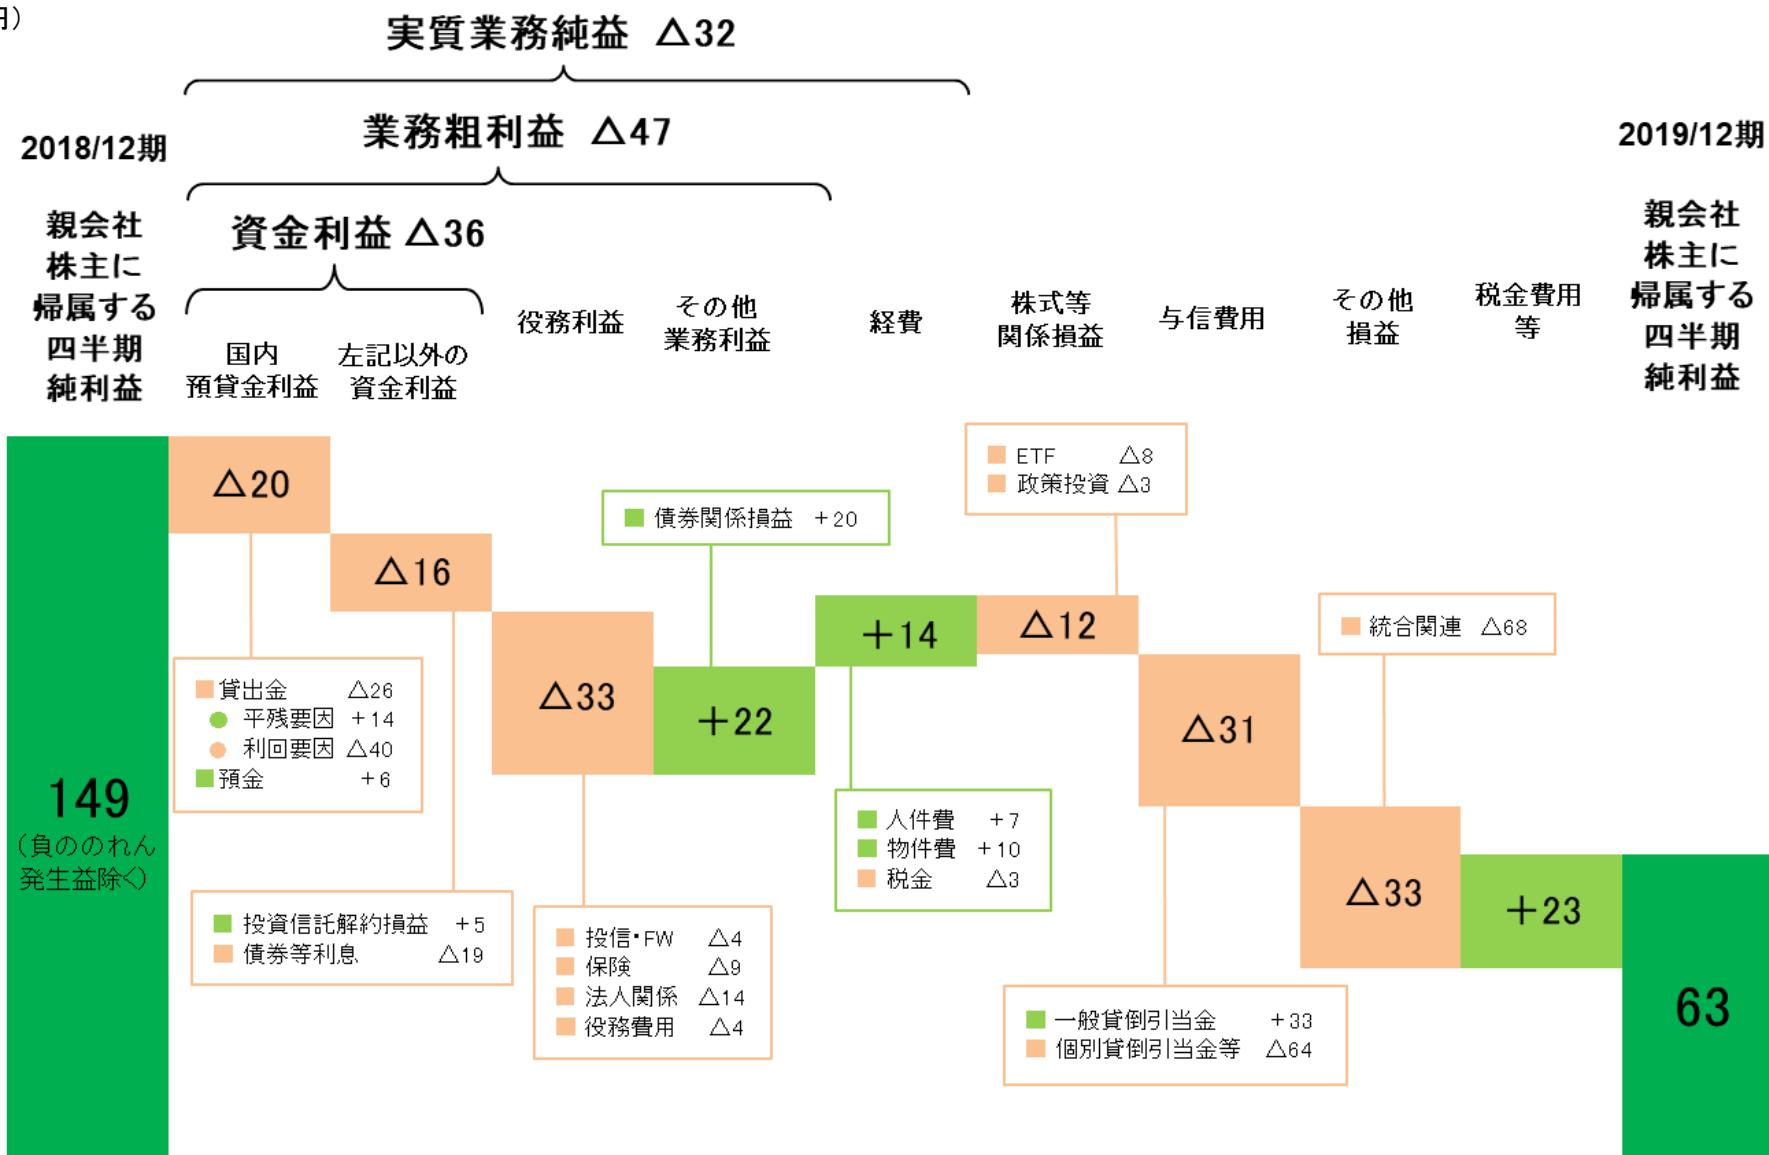 円）
実質業務純益 △32
業務粗利益 △47
資金利益 △36
2018/12期
親会社
株主に
帰属する
四半期
純利益
国内
預貸金利益
左記以外の
資金利益
役務利益
その他
業務利益
経費
株式等
関係損益
与信費用
その他
損益
税金費用
等
2019/12期
親会社
株主に
帰属する
四半期
純利益
149
（負ののれん
発生益除く）
△20
貸出金 △26
平残要因 +14
利回要因 △40
預金 +6
△16
投資信託解約損益 +5
債券等利息 △19
△33
投信・FW △4
保険 △9
法人関係 △14
役務費用 △4
債券関係損益 +20
+22
+14
人件費 +7
物件費 +10
税金 △3
ETF △8
政策投資 △3
△12
△31
一般貸倒引当金 +33
個別貸倒引当金等 △64
統合関連 △68
△33
+23
63